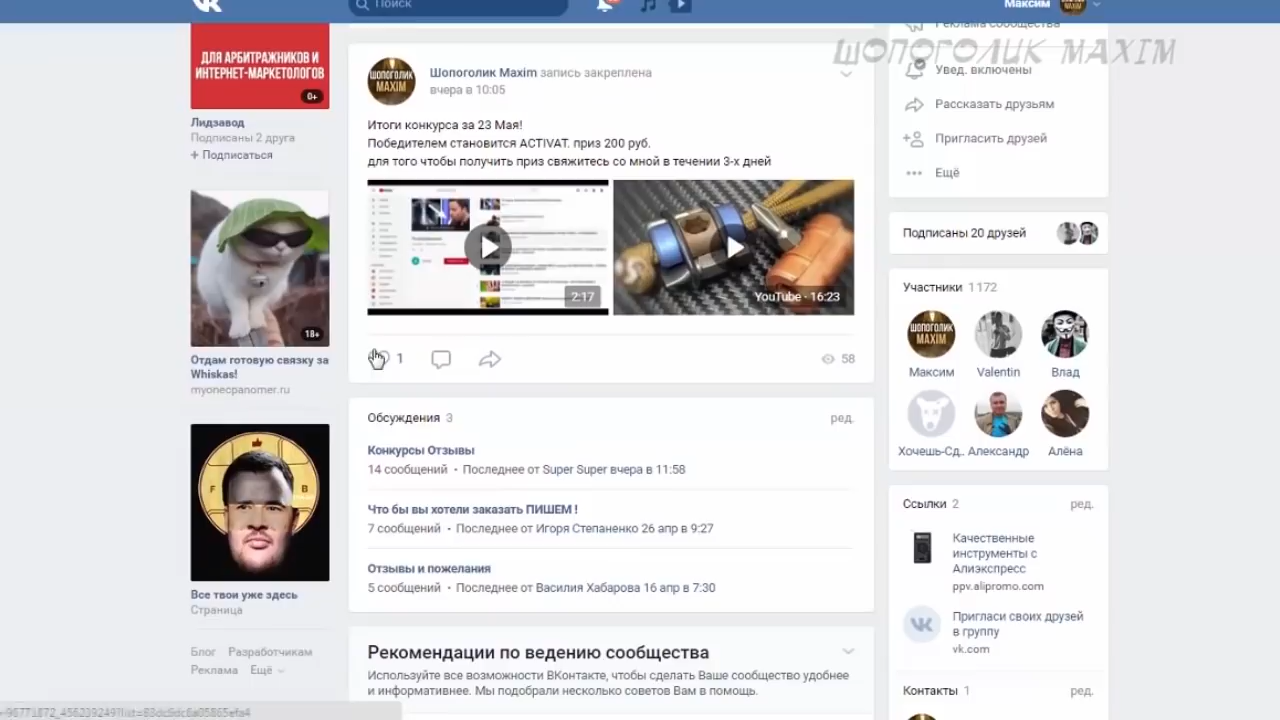 Поиск
Максим
ДЛЯ АРБИТРАЖНИКОВ И
ИНТЕРНЕТ-МАРКЕТОЛОГОВ
0+
Лидзавод
Подписаны 2 друга
+ Подписаться
18+
Отдам готовую связку за
Whiskas!
myonecpanomer.ru
F B
Все твои уже здесь
Страница
Блог Разработчикам
Реклама Ещё
ШОПОГОЛИК MAXIM
Шопоголик Maxim запись закреплена
вчера в 10:05
Итоги конкурса за 23 Мая!
Победителем становится ACTIVAT. приз 200 руб.
для того чтобы получить приз свяжитесь со мной в течении 3-х дней
2:17
YouTube · 16:23
1
58
Обсуждения 3
ред.
Конкурсы Отзывы
14 сообщений · Последнее от Super Super вчера в 11:58
Что бы вы хотели заказать ПИШЕМ !
7 сообщений · Последнее от Игоря Степаненко 26 апр в 9:27
Отзывы и пожелания
5 сообщений · Последнее от Василия Хабарова 16 апр в 7:30
Рекомендации по ведению сообщества
Используйте все возможности ВКонтакте, чтобы сделать Ваше сообщество удобнее
и информативнее. Мы подобрали несколько советов Вам в помощь.
ШОПОГОЛИК MAXIM
Реклама сообщества
Увед. включены
Рассказать друзьям
Пригласить друзей
Ещё
Подписаны 20 друзей
Участники 1 172
ШОПОГОЛИК
MAXIM
Максим Valentin Влад
Хочешь-Сд.. Александр Алёна
Ссылки 2
ред.
Качественные
инструменты с
Алиэкспресс
ppv.alipromo.com
Пригласи своих друзей
в группу
vk.com
Контакты 1
ред.